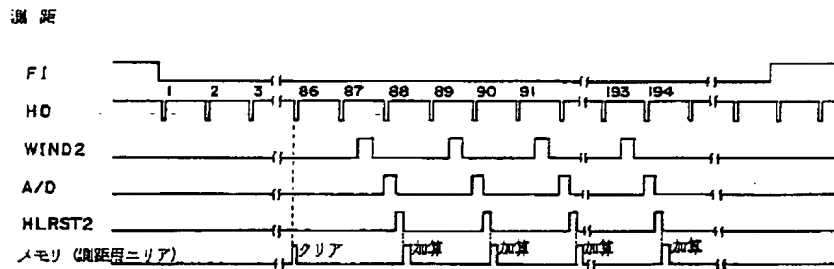 測距
FI
1 2 3 86 87 88 89 90 91 193 194
HD
WIND2
A/D
HLRST2
メモリ (測距用エリア) クリア 加算 加算 加算 加算